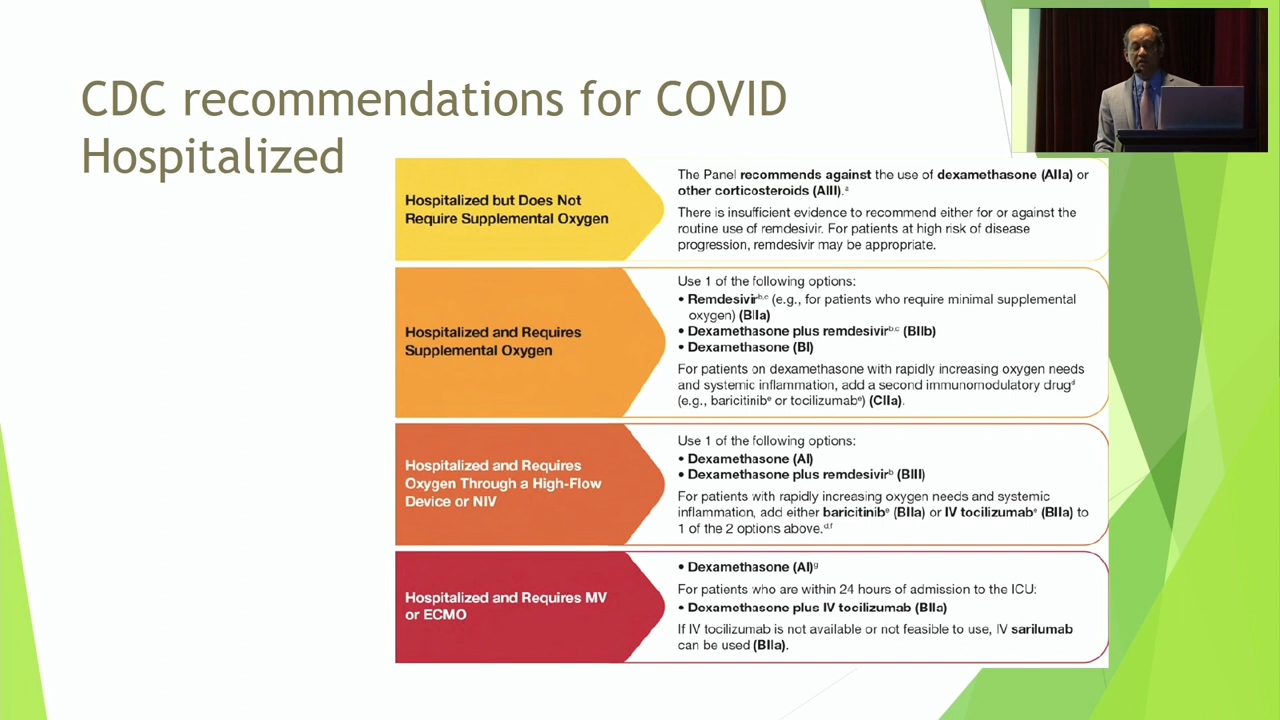 CDC recommendations for COVID
Hospitalized
Hospitalized but Does Not
Require Supplemental Oxygen
The Panel recommends against the use of dexamethasone (AIIa) or
other corticosteroids (AIII).ᵃ
There is insufficient evidence to recommend either for or against the
routine use of remdesivir. For patients at high risk of disease
progression, remdesivir may be appropriate.
Hospitalized and Requires
Supplemental Oxygen
Use 1 of the following options:
• Remdesivirᵇ,ᶜ (e.g., for patients who require minimal supplemental
oxygen) (BIIa)
• Dexamethasone plus remdesivirᵇ,ᶜ (BIIb)
• Dexamethasone (BI)
For patients on dexamethasone with rapidly increasing oxygen needs
and systemic inflammation, add a second immunomodulatory drugᵈ
(e.g., baricitinibᵉ or tocilizumabᵉ) (CIIa).
Hospitalized and Requires
Oxygen Through a High-Flow
Device or NIV
Use 1 of the following options:
• Dexamethasone (AI)
• Dexamethasone plus remdesivirᵇ (BIII)
For patients with rapidly increasing oxygen needs and systemic
inflammation, add either baricitinibᵉ (BIIa) or IV tocilizumabᵉ (BIIa) to
1 of the 2 options above.ᵈ,ᶠ
Hospitalized and Requires MV
or ECMO
• Dexamethasone (AI)ᵍ
For patients who are within 24 hours of admission to the ICU:
• Dexamethasone plus IV tocilizumab (BIIa)
If IV tocilizumab is not available or not feasible to use, IV sarilumab
can be used (BIIa).